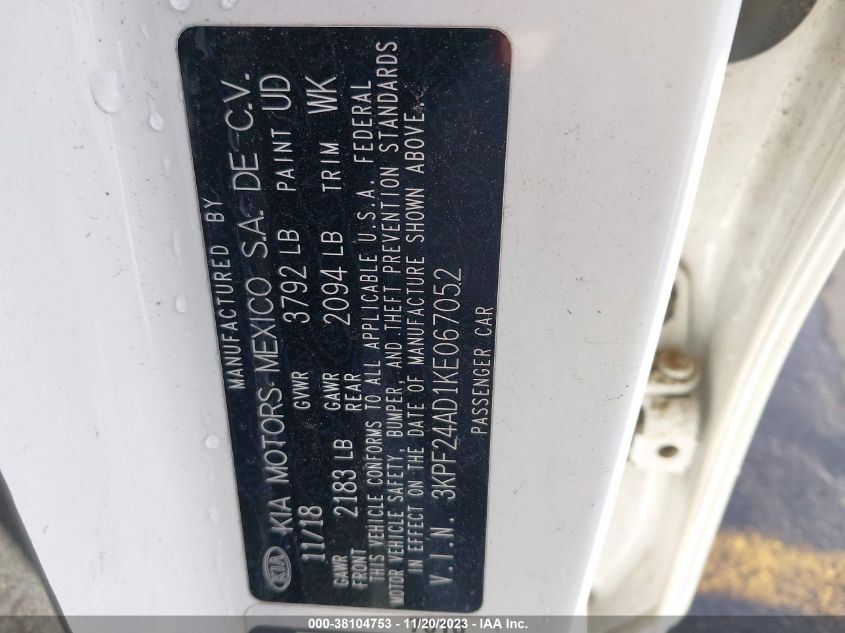 MANUFACTURED BY
KIA KIA MOTORS MEXICO S.A. DE C.V.
11/18 GVWR 3792 LB PAINT UD
GAWR FRONT 2183 LB GAWR REAR 2094 LB TRIM WK
THIS VEHICLE CONFORMS TO ALL APPLICABLE U.S.A. FEDERAL
MOTOR VEHICLE SAFETY, BUMPER, AND THEFT PREVENTION STANDARDS
IN EFFECT ON THE DATE OF MANUFACTURE SHOWN ABOVE.
V.I.N. 3KPF24AD1KE067052
PASSENGER CAR
000-38104753 - 11/20/2023 - IAA Inc.